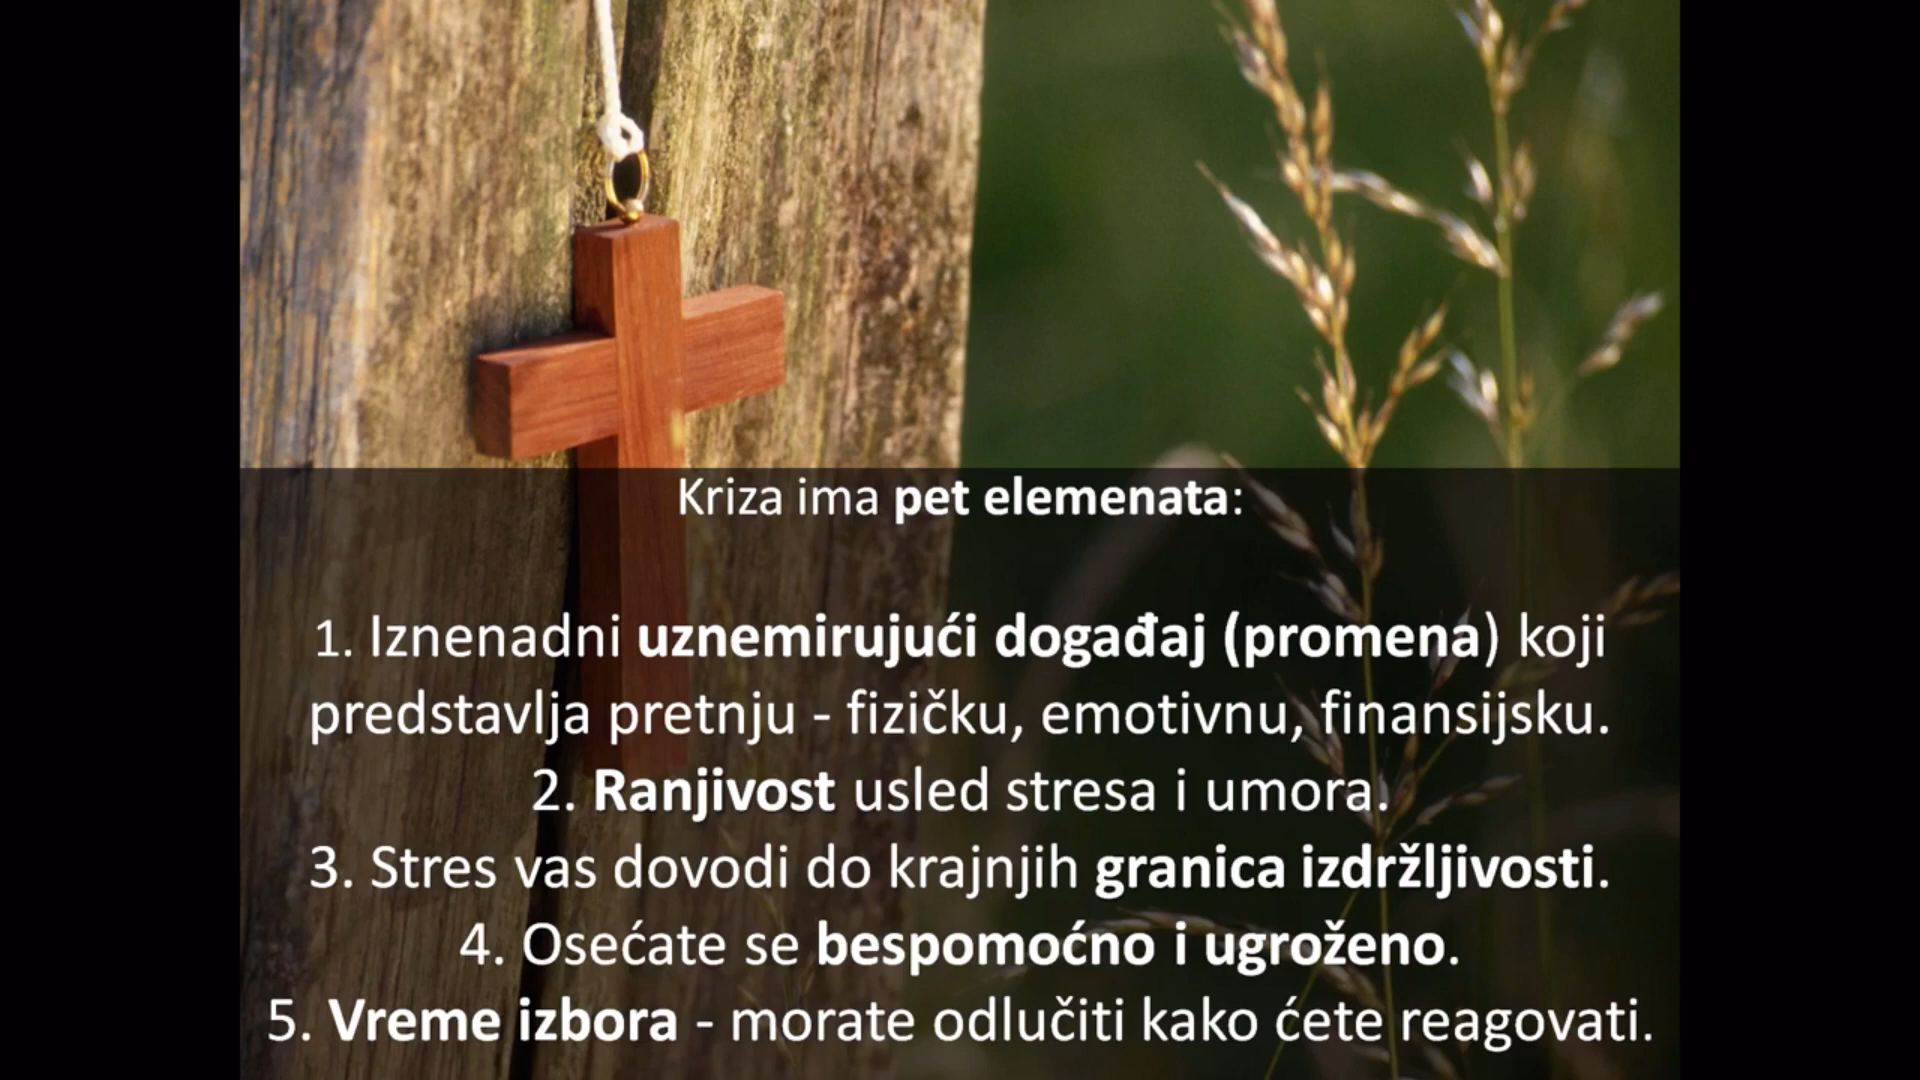 Kriza ima pet elemenata:
1. Iznenadni uznemirujući događaj (promena) koji
predstavlja pretnju - fizičku, emotivnu, finansijsku.
2. Ranjivost usled stresa i umora.
3. Stres vas dovodi do krajnjih granica izdržljivosti.
4. Osećate se bespomoćno i ugroženo.
5. Vreme izbora - morate odlučiti kako ćete reagovati.